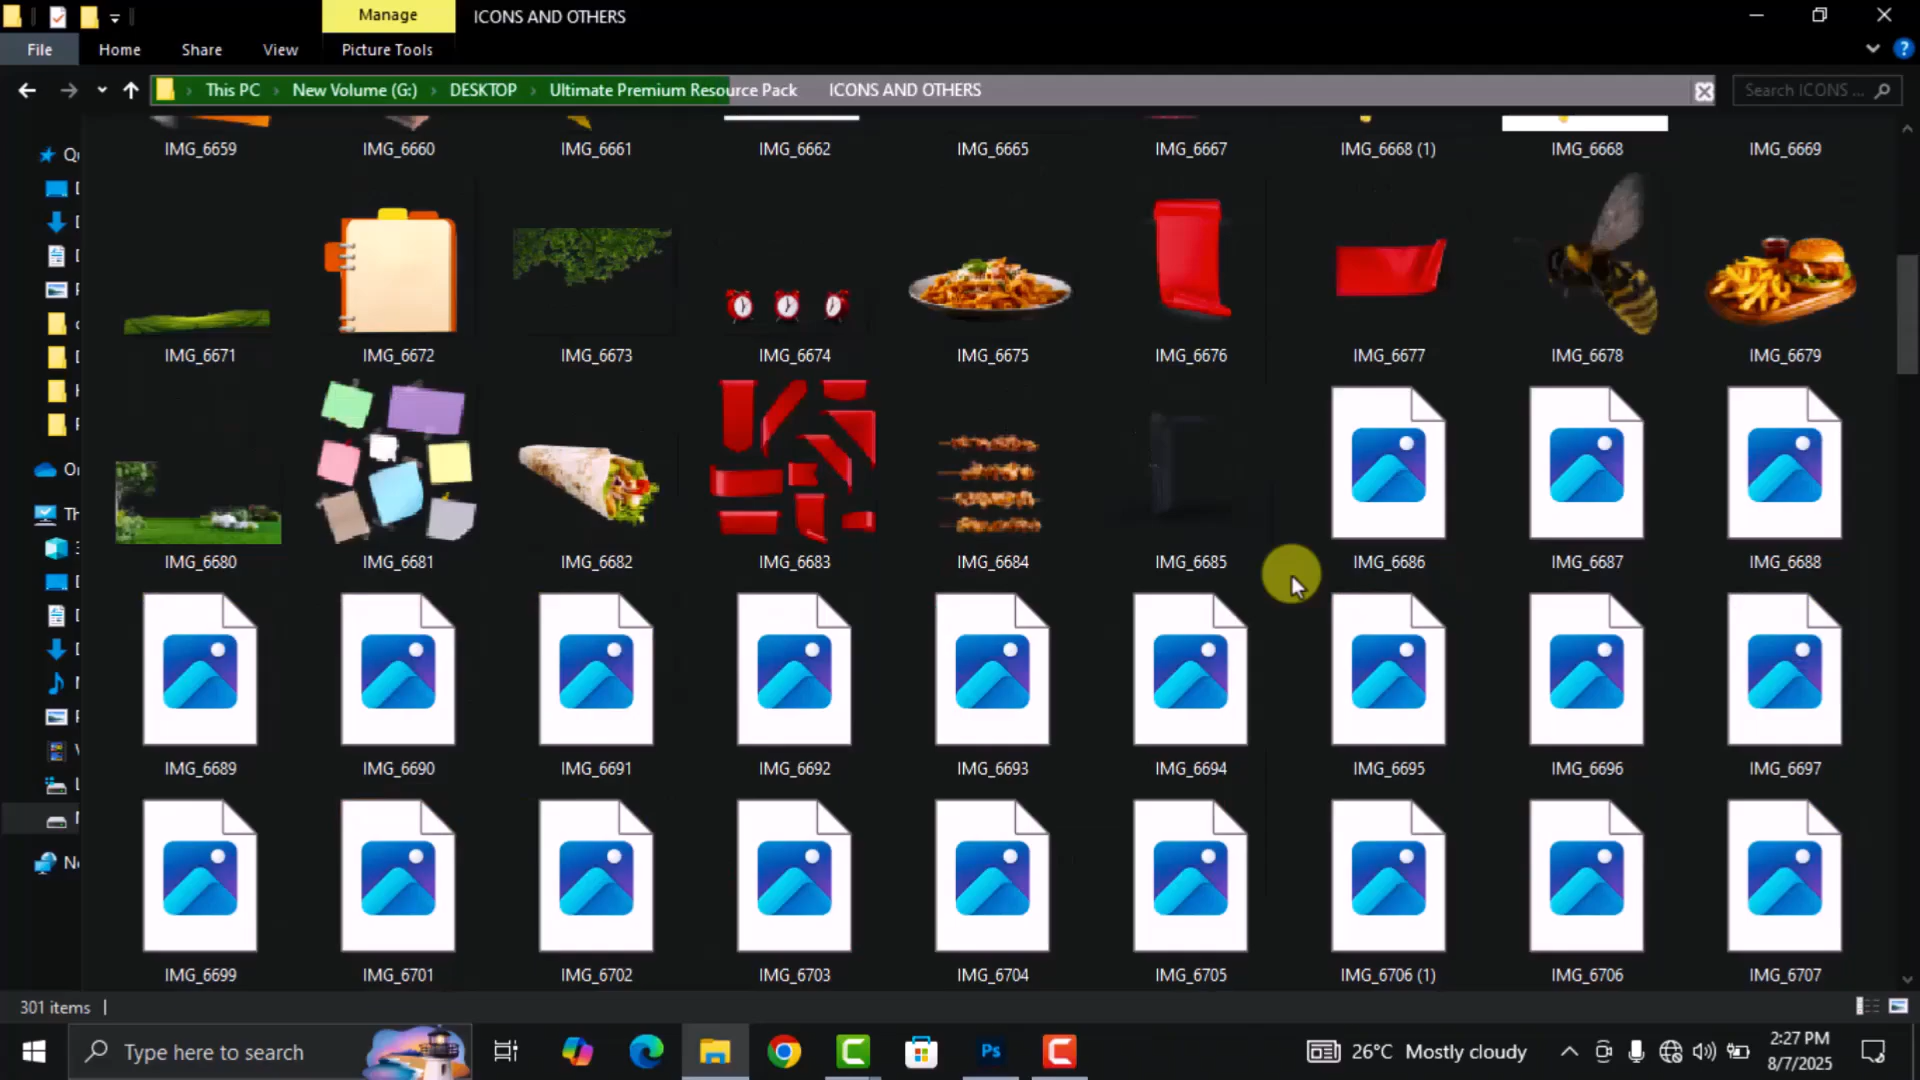 Manage
ICONS AND OTHERS
File
Home
Share
View
Picture Tools
This PC
New Volume (G:)
DESKTOP
Ultimate Premium Resource Pack
ICONS AND OTHERS
Search ICONS ...
IMG_6659
IMG_6660
IMG_6661
IMG_6662
IMG_6665
IMG_6667
IMG_6668 (1)
IMG_6668
IMG_6669
IMG_6671
IMG_6672
IMG_6673
IMG_6674
IMG_6675
IMG_6676
IMG_6677
IMG_6678
IMG_6679
IMG_6680
IMG_6681
IMG_6682
IMG_6683
IMG_6684
IMG_6685
IMG_6686
IMG_6687
IMG_6688
IMG_6689
IMG_6690
IMG_6691
IMG_6692
IMG_6693
IMG_6694
IMG_6695
IMG_6696
IMG_6697
IMG_6699
IMG_6701
IMG_6702
IMG_6703
IMG_6704
IMG_6705
IMG_6706 (1)
IMG_6706
IMG_6707
301 items
Type here to search
Ps
26°C Mostly cloudy
2:27 PM
8/7/2025